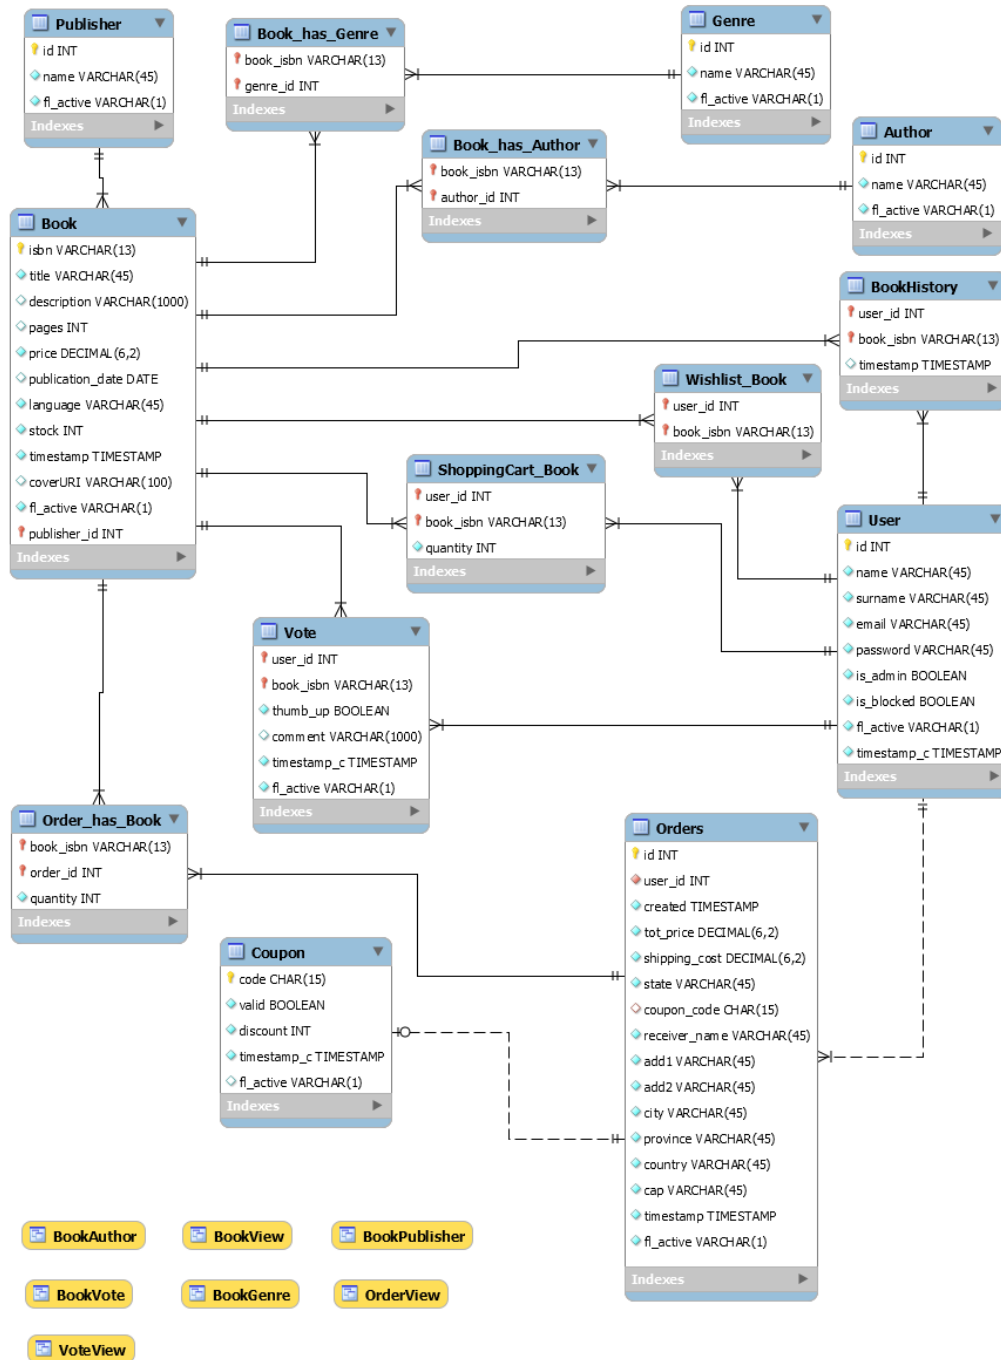 Publisher
id INT
name VARCHAR(45)
fl_active VARCHAR(1)
Indexes
Book_has_Genre
book_isbn VARCHAR(13)
genre_id INT
Indexes
Genre
id INT
name VARCHAR(45)
fl_active VARCHAR(1)
Indexes
Book_has_Author
book_isbn VARCHAR(13)
author_id INT
Indexes
Author
id INT
name VARCHAR(45)
fl_active VARCHAR(1)
Indexes
Book
isbn VARCHAR(13)
title VARCHAR(45)
description VARCHAR(1000)
pages INT
price DECIMAL(6,2)
publication_date DATE
language VARCHAR(45)
stock INT
timestamp TIMESTAMP
coverURI VARCHAR(100)
fl_active VARCHAR(1)
publisher_id INT
Indexes
BookHistory
user_id INT
book_isbn VARCHAR(13)
timestamp TIMESTAMP
Indexes
Wishlist_Book
user_id INT
book_isbn VARCHAR(13)
Indexes
ShoppingCart_Book
user_id INT
book_isbn VARCHAR(13)
quantity INT
Indexes
User
id INT
name VARCHAR(45)
surname VARCHAR(45)
email VARCHAR(45)
password VARCHAR(45)
is_admin BOOLEAN
is_blocked BOOLEAN
fl_active VARCHAR(1)
timestamp_c TIMESTAMP
Indexes
Vote
user_id INT
book_isbn VARCHAR(13)
thumb_up BOOLEAN
comment VARCHAR(1000)
timestamp_c TIMESTAMP
fl_active VARCHAR(1)
Indexes
Order_has_Book
book_isbn VARCHAR(13)
order_id INT
quantity INT
Indexes
Orders
id INT
user_id INT
created TIMESTAMP
tot_price DECIMAL(6,2)
shipping_cost DECIMAL(6,2)
state VARCHAR(45)
coupon_code CHAR(15)
receiver_name VARCHAR(45)
add1 VARCHAR(45)
add2 VARCHAR(45)
city VARCHAR(45)
province VARCHAR(45)
country VARCHAR(45)
cap VARCHAR(45)
timestamp TIMESTAMP
fl_active VARCHAR(1)
Indexes
Coupon
code CHAR(15)
valid BOOLEAN
discount INT
timestamp_c TIMESTAMP
fl_active VARCHAR(1)
Indexes
BookAuthor
BookView
BookPublisher
BookVote
BookGenre
OrderView
VoteView